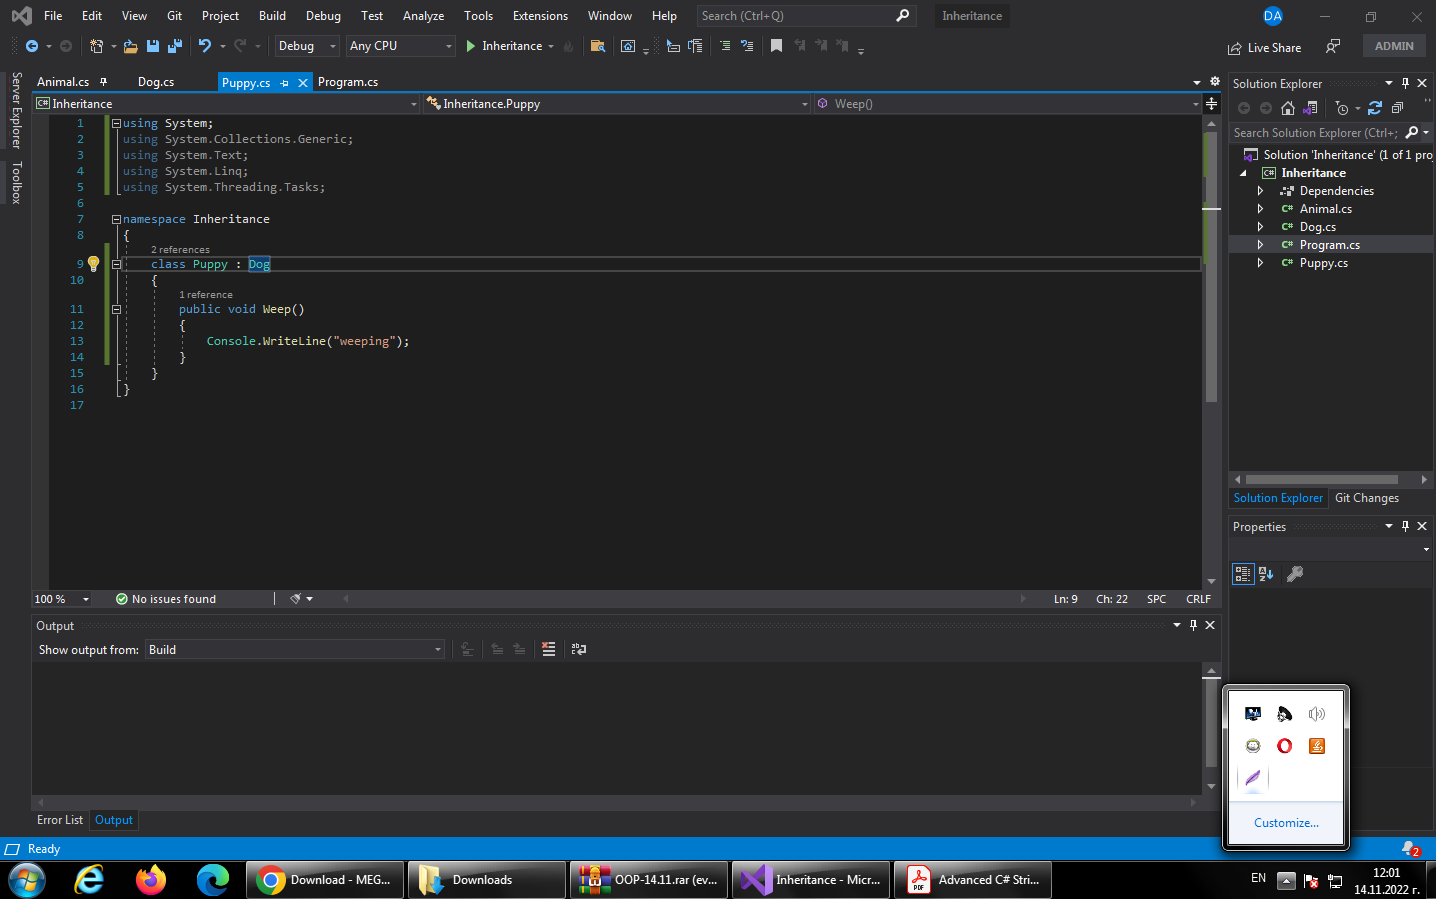 File Edit View Git Project Build Debug Test Analyze Tools Extensions Window Help Search (Ctrl+Q) Inheritance DA
Debug Any CPU Inheritance Live Share ADMIN
Server Explorer
Toolbox
Animal.cs Dog.cs Puppy.cs Program.cs
C# Inheritance Inheritance.Puppy Weep()
1 using System;
2 using System.Collections.Generic;
3 using System.Text;
4 using System.Linq;
5 using System.Threading.Tasks;
6
7 namespace Inheritance
8 {
2 references
9 class Puppy : Dog
10 {
1 reference
11 public void Weep()
12 {
13 Console.WriteLine("weeping");
14 }
15 }
16 }
17
100 % No issues found Ln: 9 Ch: 22 SPC CRLF
Output
Show output from: Build
Error List Output
Solution Explorer
Search Solution Explorer (Ctrl+;
Solution 'Inheritance' (1 of 1 pro
C# Inheritance
Dependencies
C# Animal.cs
C# Dog.cs
C# Program.cs
C# Puppy.cs
Solution Explorer Git Changes
Properties
Customize...
Ready 2
Download - MEG... Downloads OOP-14.11.rar (ev... Inheritance - Micr... PDF Advanced C# Stri... EN 12:01
14.11.2022 г.